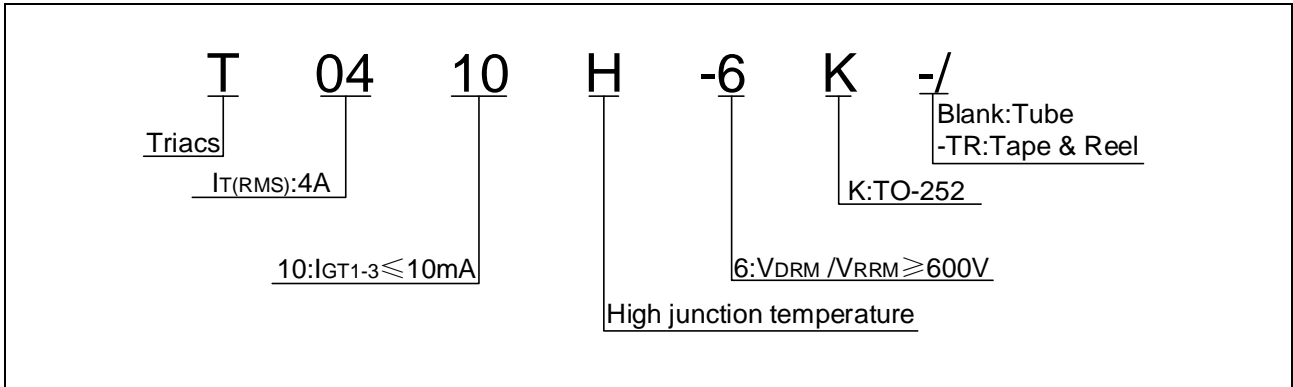 T 04 10 H -6 K -/
Blank:Tube
-TR:Tape & Reel
Triacs
IT(RMS):4A
K:TO-252
10:IGT1-3≤10mA
6:VDRM /VRRM≥600V
High junction temperature